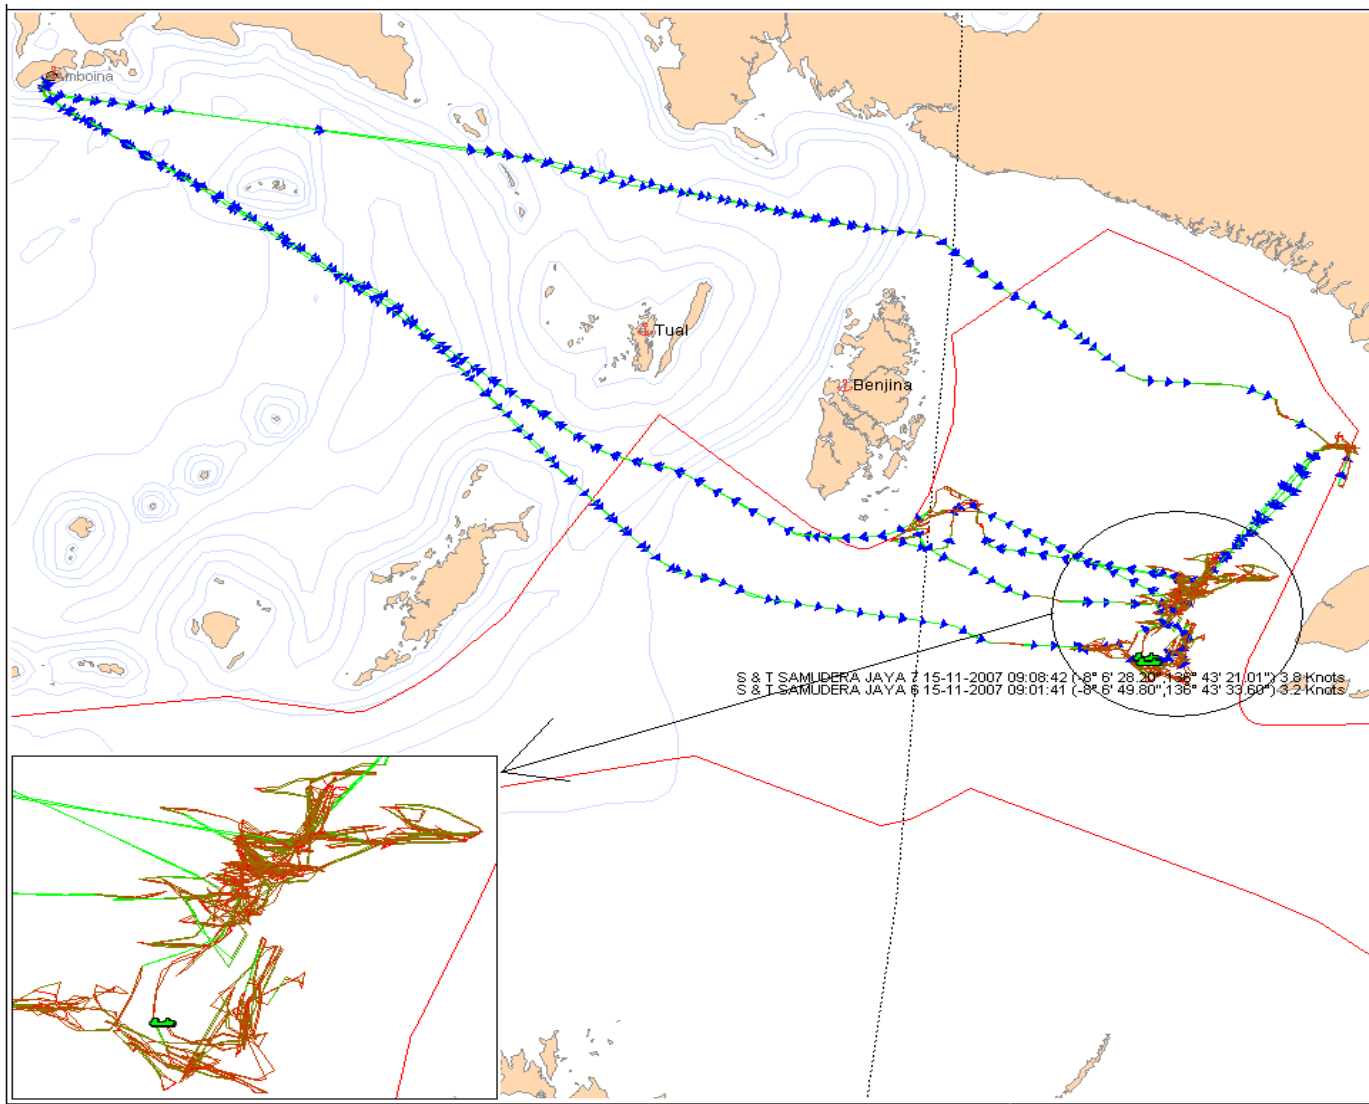 Amboina
Tual
Benjina
S & T SAMUDERA JAYA 7 15-11-2007 09:08:42 (-8° 6' 28.20",136° 43' 21.01") 3.8 Knots
S & T SAMUDERA JAYA 6 15-11-2007 09:01:41 (-8° 6' 49.80",136° 43' 33.60") 3.2 Knots